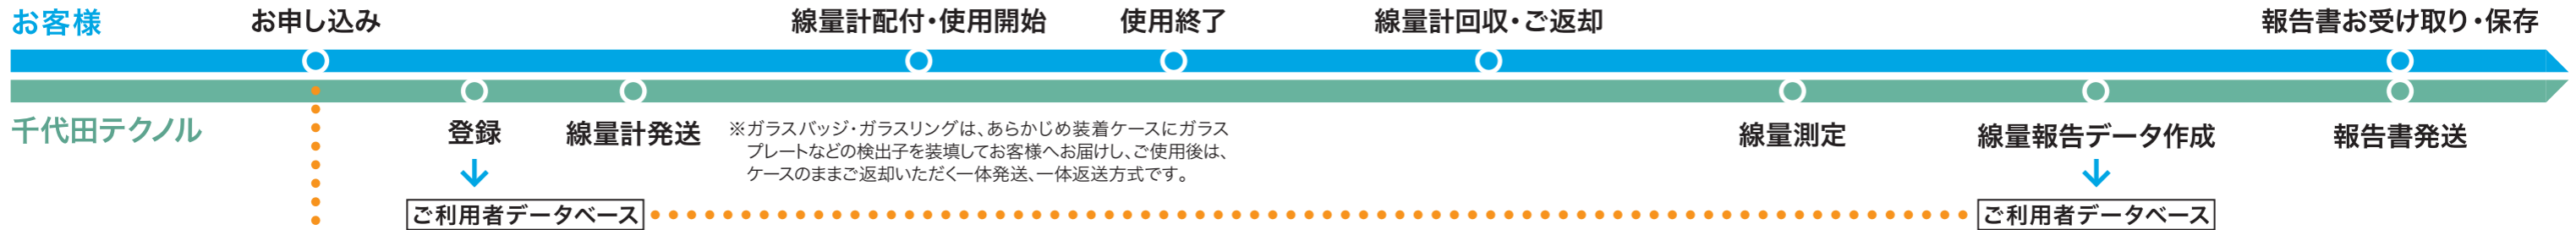 お客様
お申し込み
線量計配付・使用開始
使用終了
線量計回収・ご返却
報告書お受け取り・保存
千代田テクノル
登録
線量計発送
※ガラスバッジ・ガラスリングは、あらかじめ装着ケースにガラス
プレートなどの検出子を装填してお客様へお届けし、ご使用後は、
ケースのままご返却いただく一体発送、一体返送方式です。
線量測定
線量報告データ作成
報告書発送
ご利用者データベース
ご利用者データベース